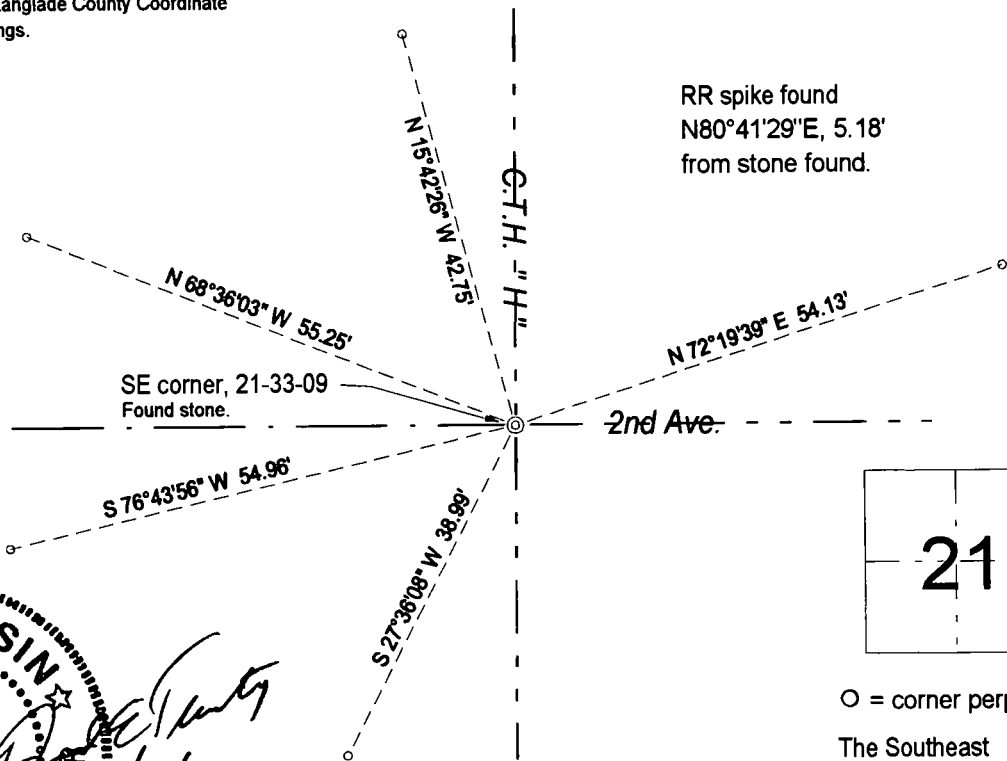 Langlade County Coordinate
ngs.
RR spike found
N80°41'29"E, 5.18'
from stone found.
N 15°42'26" W 42.75'
C.T.H. "H"
N 68°36'03" W 55.25'
N 72°19'39" E 54.13'
SE corner, 21-33-09
Found stone.
2nd Ave.
S 76°43'56" W 54.96'
S 27°36'08" W 38.99'
21
SIN
O = corner perp
The Southeast